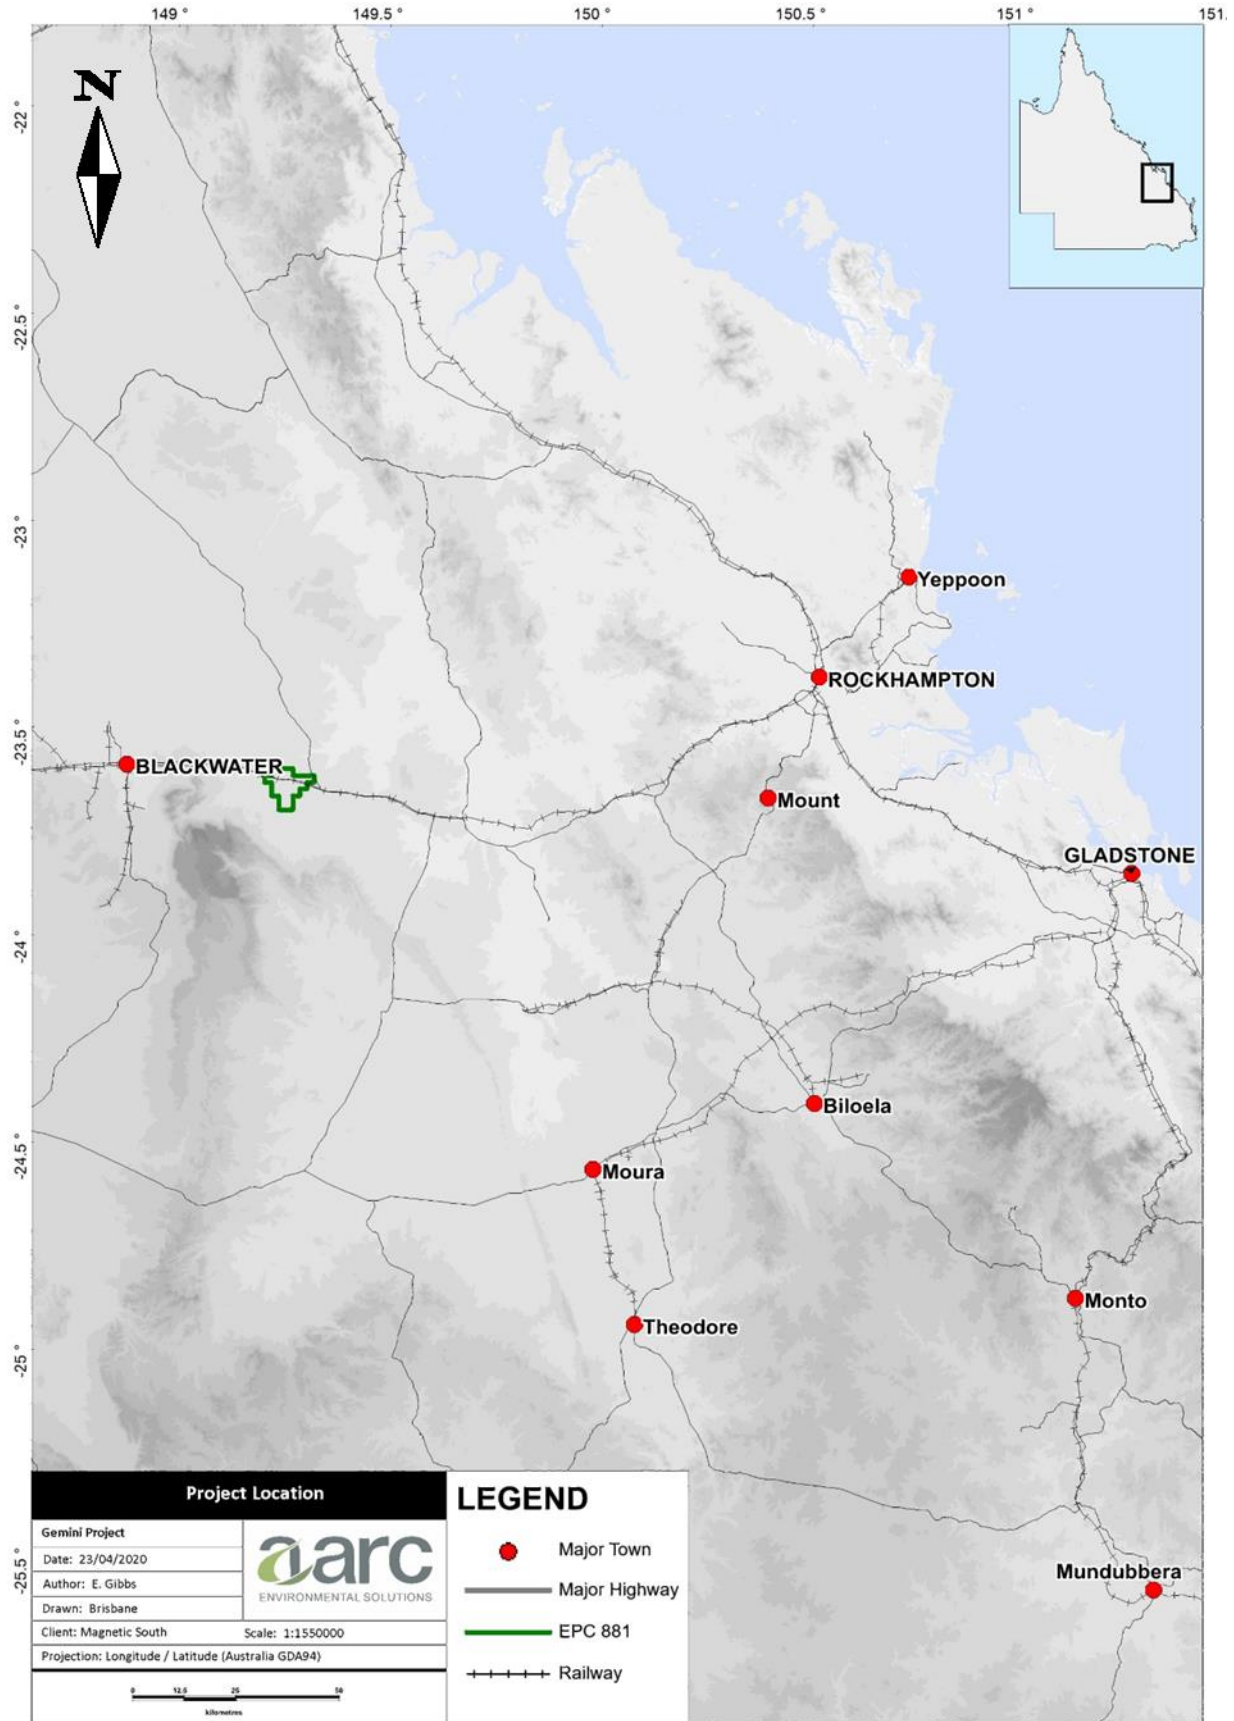 149 ° 149.5 ° 150 ° 150.5 ° 151 ° 151.
N
-22 °
-22.5 °
-23 °
-23.5 °
-24 °
-24.5 °
-25 °
-25.5 °
Yeppoon
ROCKHAMPTON
BLACKWATER
Mount
GLADSTONE
Biloela
Moura
Monto
Theodore
Mundubbera
Project Location
Gemini Project
Date: 23/04/2020
Author: E. Gibbs
Drawn: Brisbane
Client: Magnetic South Scale: 1:1550000
Projection: Longitude / Latitude (Australia GDA94)
aarc
ENVIRONMENTAL SOLUTIONS
0 12.5 25 50
kilometres
LEGEND
Major Town
Major Highway
EPC 881
Railway